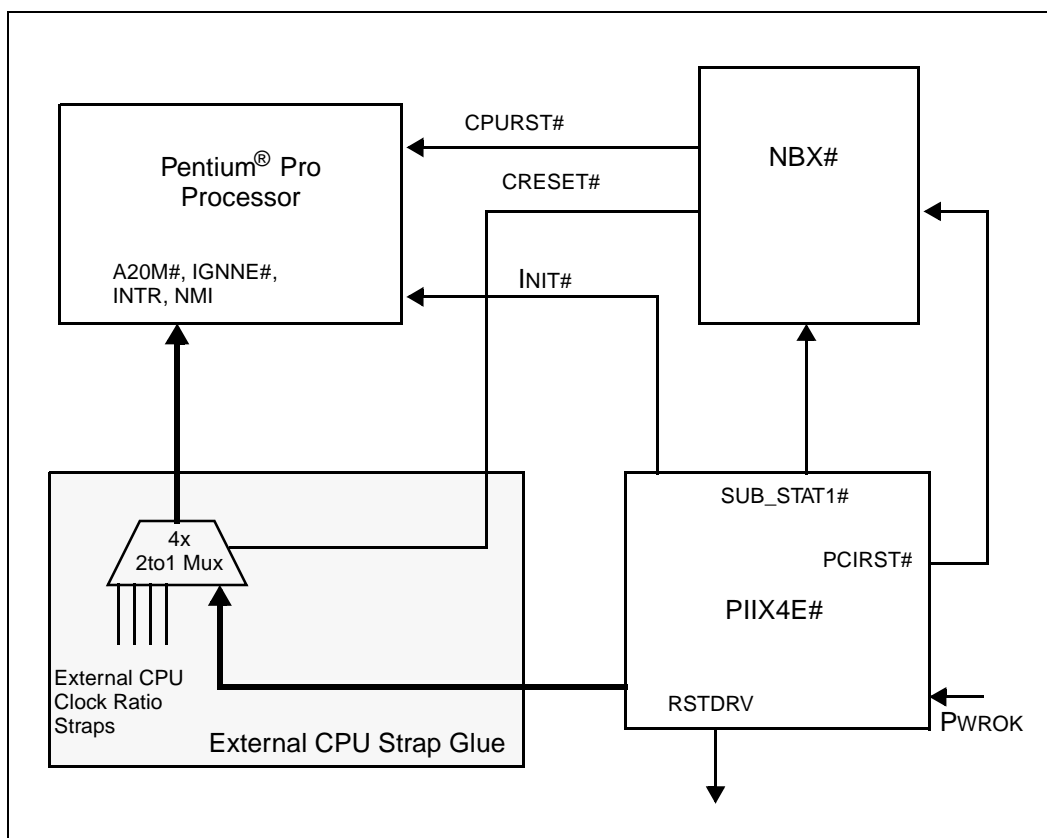 CPURST#
NBX#
Pentium® Pro
Processor
CRESET#
A20M#, IGNNE#,
INTR, NMI
INIT#
SUB_STAT1#
4x
2to1 Mux
PCIRST#
PIIX4E#
External CPU
Clock Ratio
Straps
RSTDRV
PWROK
External CPU Strap Glue